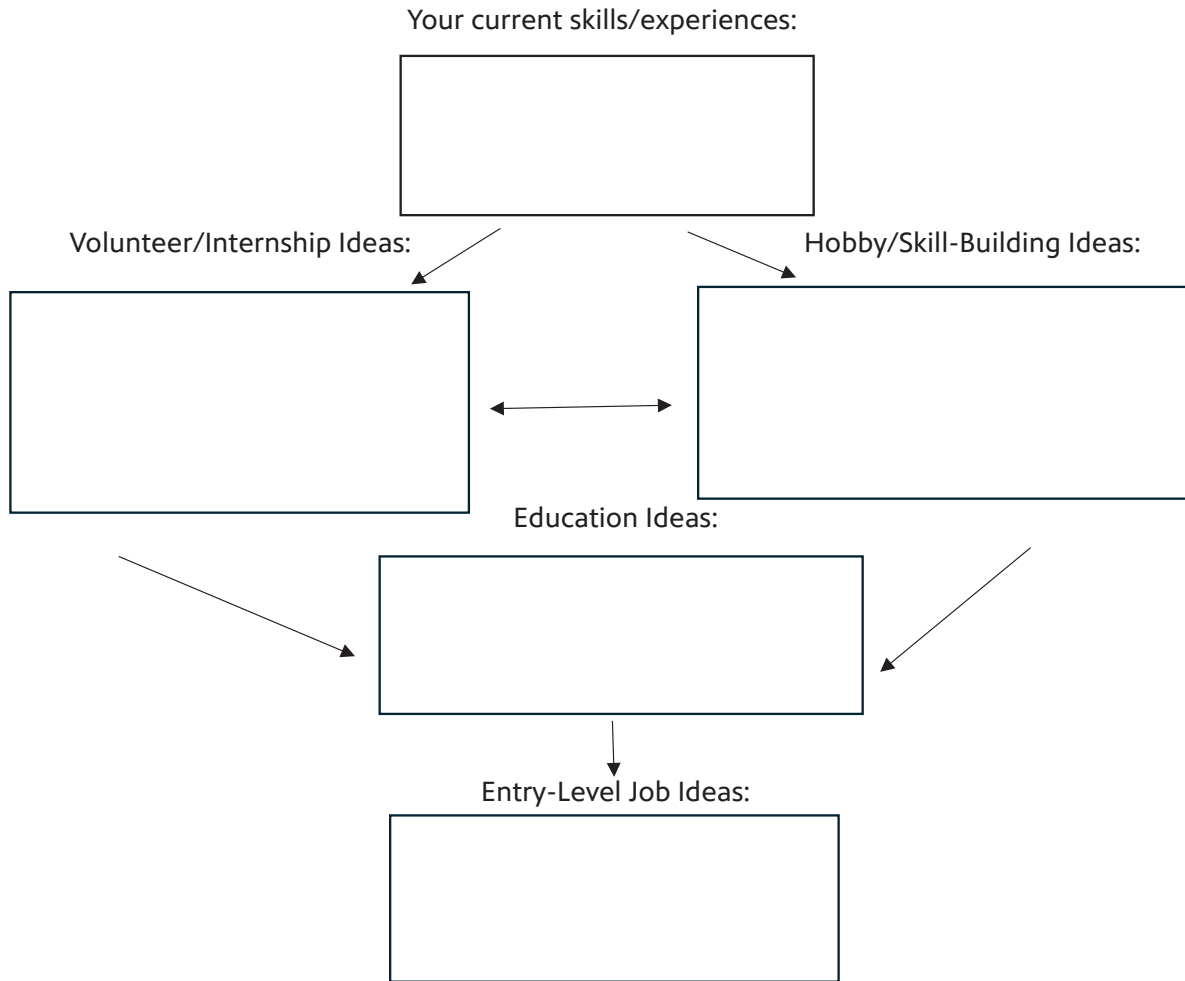 Your current skills/experiences:
Volunteer/Internship Ideas:
Hobby/Skill-Building Ideas:
Education Ideas:
Entry-Level Job Ideas: